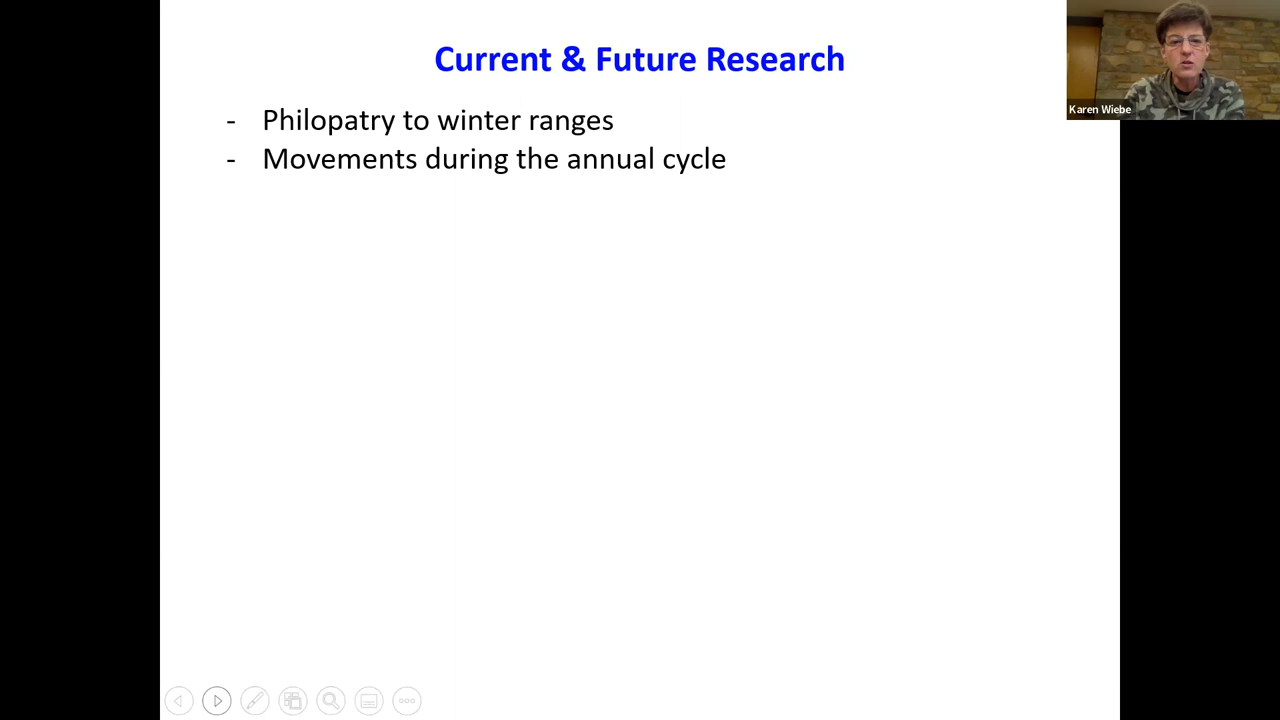 Current & Future Research
- Philopatry to winter ranges
- Movements during the annual cycle
Karen Wiebe